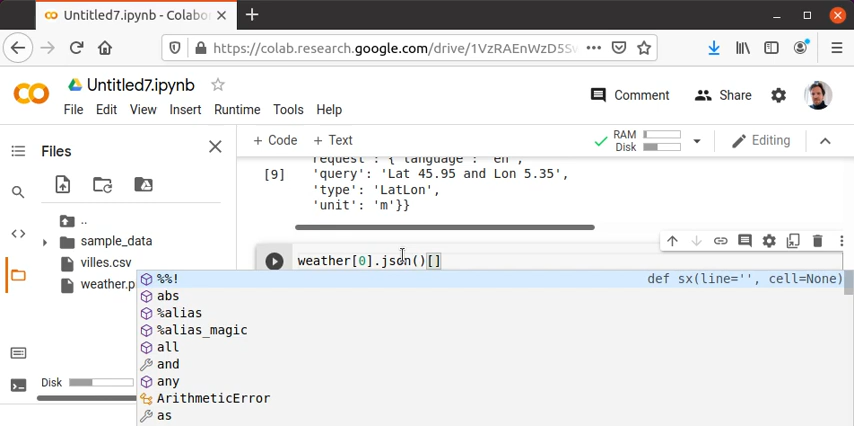 Untitled7.ipynb - Colabo
https://colab.research.google.com/drive/1VzRAEnWzD5Sw
Untitled7.ipynb
Comment
Share
File Edit View Insert Runtime Tools Help
Files
+ Code + Text
RAM
Disk
Editing
request': { 'language': 'en',
[9] 'query': 'Lat 45.95 and Lon 5.35',
'type': 'LatLon',
'unit': 'm'}}
..
sample_data
villes.csv
weather.p
weather[0].json()[]
%%! def sx(line='', cell=None)
abs
%alias
%alias_magic
all
and
any
ArithmeticError
as
Disk